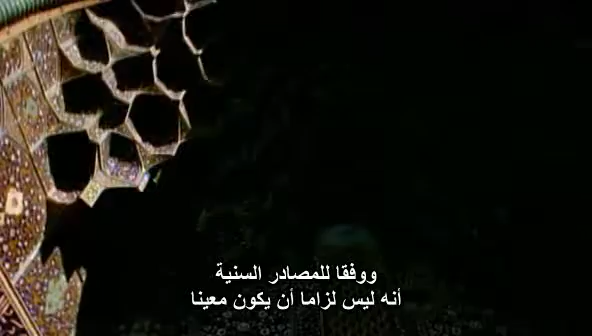 ووفقا للمصادر السنية
أنه ليس لزاما أن يكون معينا